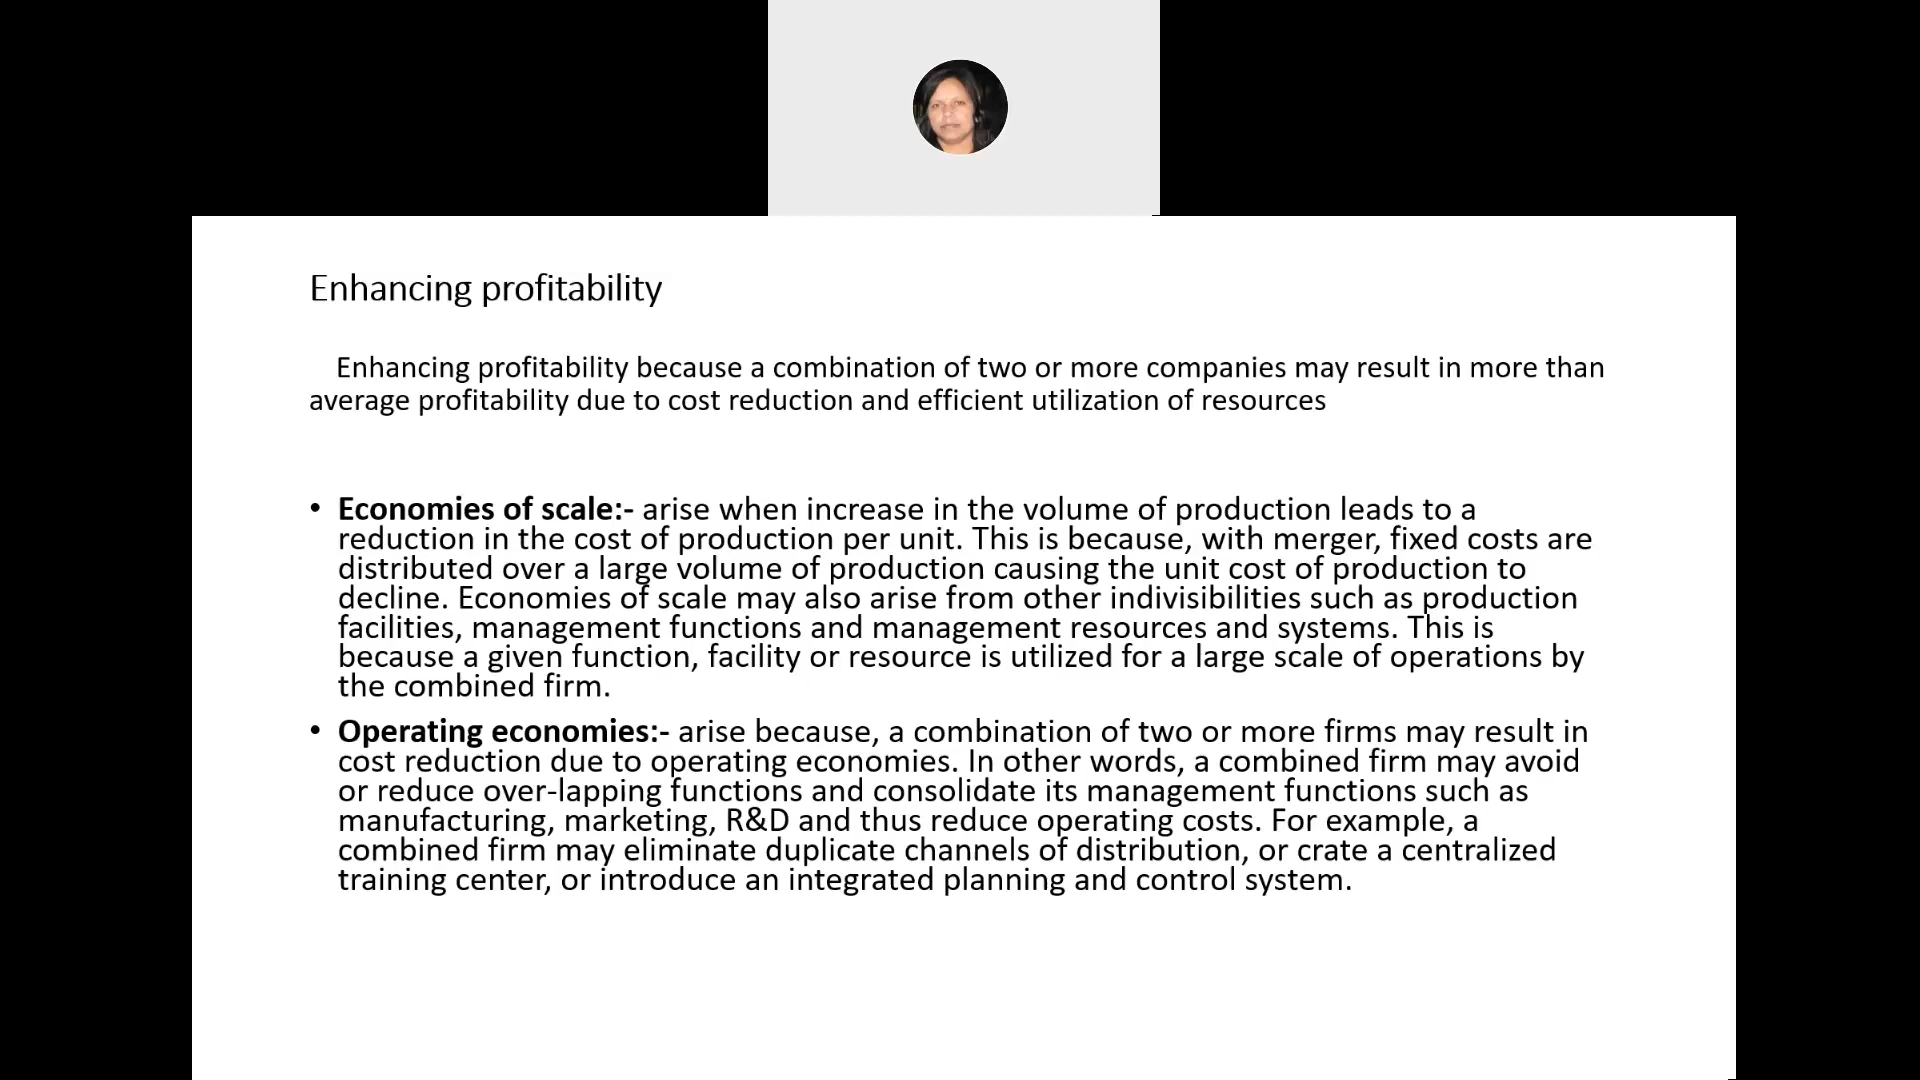 Enhancing profitability
Enhancing profitability because a combination of two or more companies may result in more than
average profitability due to cost reduction and efficient utilization of resources
• Economies of scale:- arise when increase in the volume of production leads to a
reduction in the cost of production per unit. This is because, with merger, fixed costs are
distributed over a large volume of production causing the unit cost of production to
decline. Economies of scale may also arise from other indivisibilities such as production
facilities, management functions and management resources and systems. This is
because a given function, facility or resource is utilized for a large scale of operations by
the combined firm.
• Operating economies:- arise because, a combination of two or more firms may result in
cost reduction due to operating economies. In other words, a combined firm may avoid
or reduce over-lapping functions and consolidate its management functions such as
manufacturing, marketing, R&D and thus reduce operating costs. For example, a
combined firm may eliminate duplicate channels of distribution, or crate a centralized
training center, or introduce an integrated planning and control system.